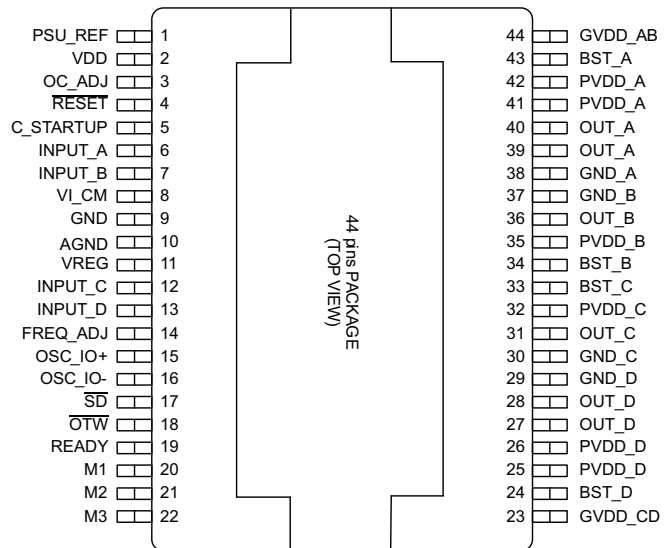 PSU_REF 1
VDD 2
OC_ADJ 3
RESET 4
C_STARTUP 5
INPUT_A 6
INPUT_B 7
VI_CM 8
GND 9
AGND 10
VREG 11
INPUT_C 12
INPUT_D 13
FREQ_ADJ 14
OSC_IO+ 15
OSC_IO- 16
SD 17
OTW 18
READY 19
M1 20
M2 21
M3 22
44 pins PACKAGE
(TOP VIEW)
44 GVDD_AB
43 BST_A
42 PVDD_A
41 PVDD_A
40 OUT_A
39 OUT_A
38 GND_A
37 GND_B
36 OUT_B
35 PVDD_B
34 BST_B
33 BST_C
32 PVDD_C
31 OUT_C
30 GND_C
29 GND_D
28 OUT_D
27 OUT_D
26 PVDD_D
25 PVDD_D
24 BST_D
23 GVDD_CD